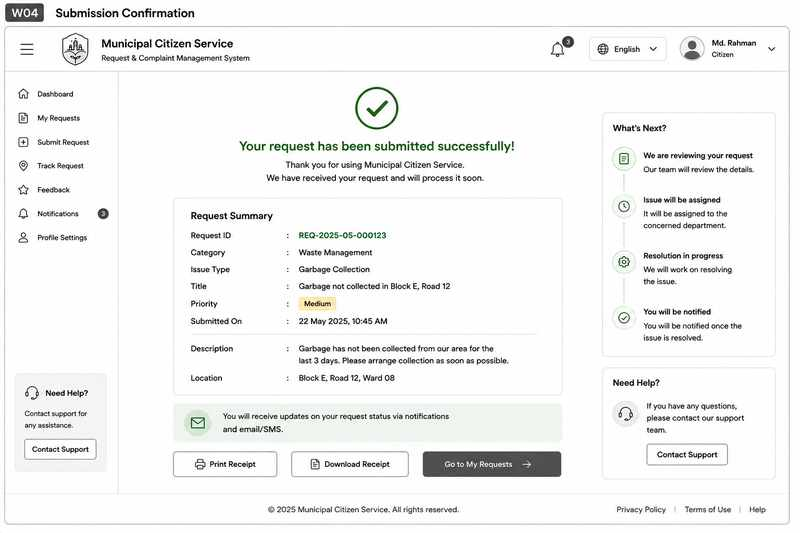 W04 Submission Confirmation
Municipal Citizen Service
Request & Complaint Management System
3
English
Md. Rahman
Citizen
Dashboard
My Requests
Submit Request
Track Request
Feedback
Notifications 3
Profile Settings
Need Help?
Contact support for
any assistance.
Contact Support
Your request has been submitted successfully!
Thank you for using Municipal Citizen Service.
We have received your request and will process it soon.
Request Summary
Request ID : REQ-2025-05-000123
Category : Waste Management
Issue Type : Garbage Collection
Title : Garbage not collected in Block E, Road 12
Priority : Medium
Submitted On : 22 May 2025, 10:45 AM
Description : Garbage has not been collected from our area for the
last 3 days. Please arrange collection as soon as possible.
Location : Block E, Road 12, Ward 08
You will receive updates on your request status via notifications
and email/SMS.
Print Receipt
Download Receipt
Go to My Requests
What's Next?
We are reviewing your request
Our team will review the details.
Issue will be assigned
It will be assigned to the
concerned department.
Resolution in progress
We will work on resolving
the issue.
You will be notified
You will be notified once the
issue is resolved.
Need Help?
If you have any questions,
please contact our support
team.
Contact Support
© 2025 Municipal Citizen Service. All rights reserved.
Privacy Policy | Terms of Use | Help